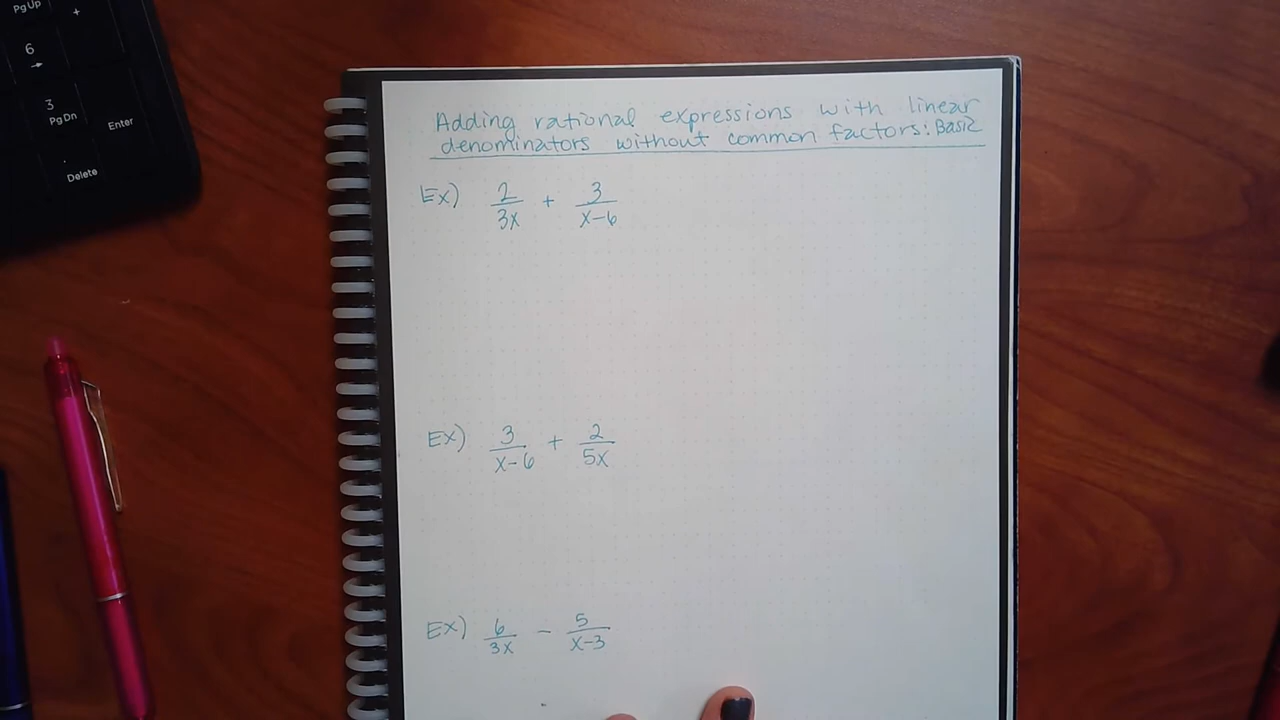 PgUp
+
6
→
3
PgDn
Enter
Delete
Adding rational expressions with linear
denominators without common factors: Basic
Ex) 2/3x + 3/x-6
Ex) 3/x-6 + 2/5x
Ex) 6/3x - 5/x-3